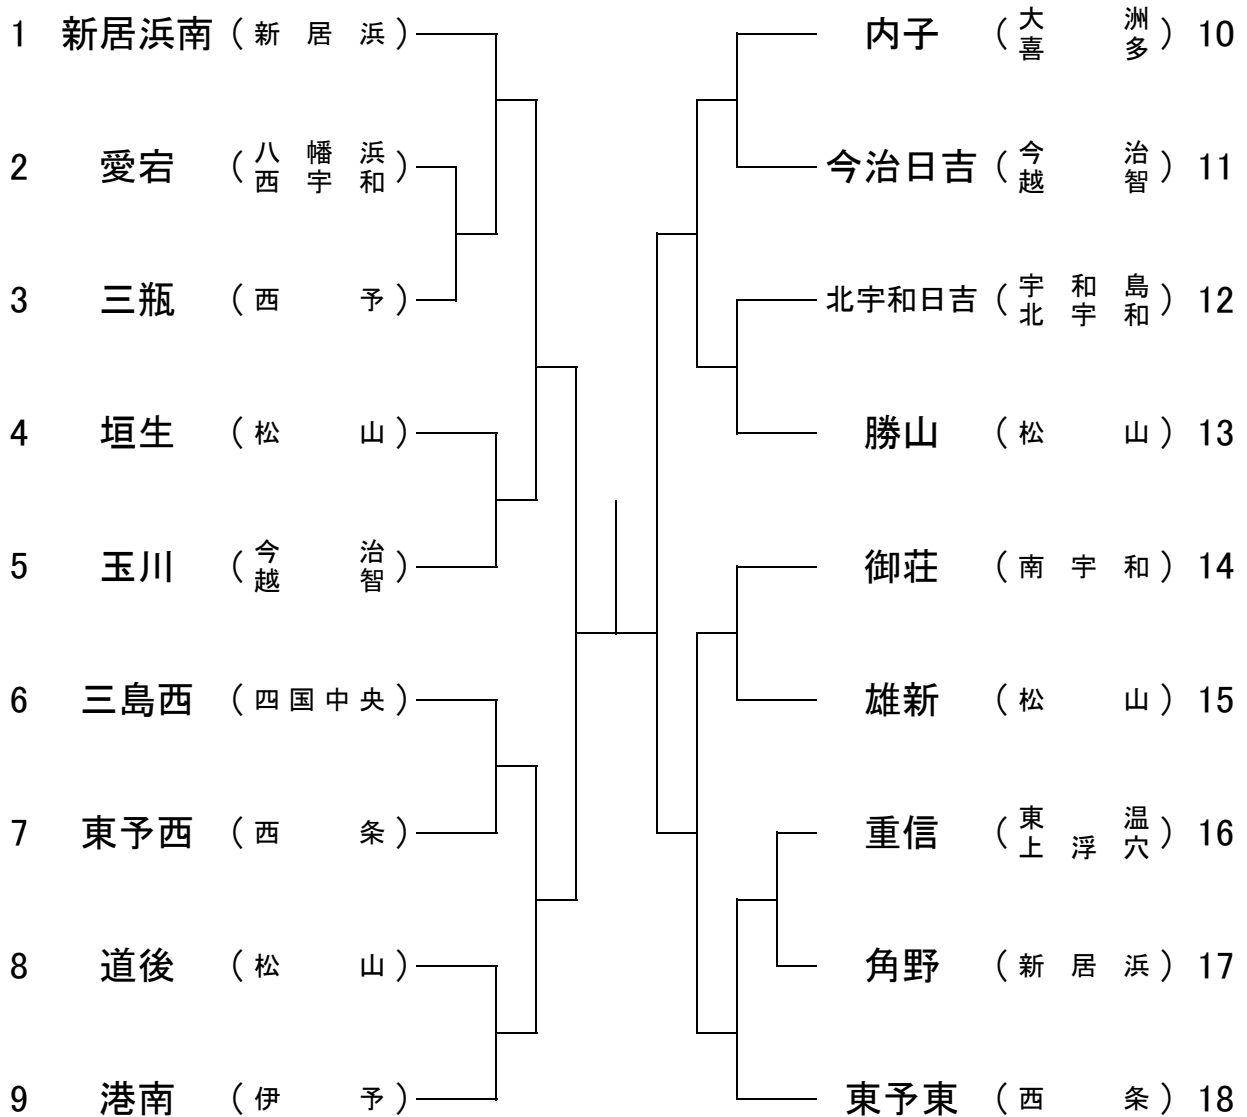 1 新居浜南 (新居浜)
2 愛宕 (八幡浜
西宇和)
3 三瓶 (西予)
4 垣生 (松山)
5 玉川 (今治
越智)
6 三島西 (四国中央)
7 東予西 (西条)
8 道後 (松山)
9 港南 (伊予)
内子 (大洲
喜多) 10
今治日吉 (今治
越智) 11
北宇和日吉 (宇和島
北宇和) 12
勝山 (松山) 13
御荘 (南宇和) 14
雄新 (松山) 15
重信 (東温
上浮穴) 16
角野 (新居浜) 17
東予東 (西条) 18